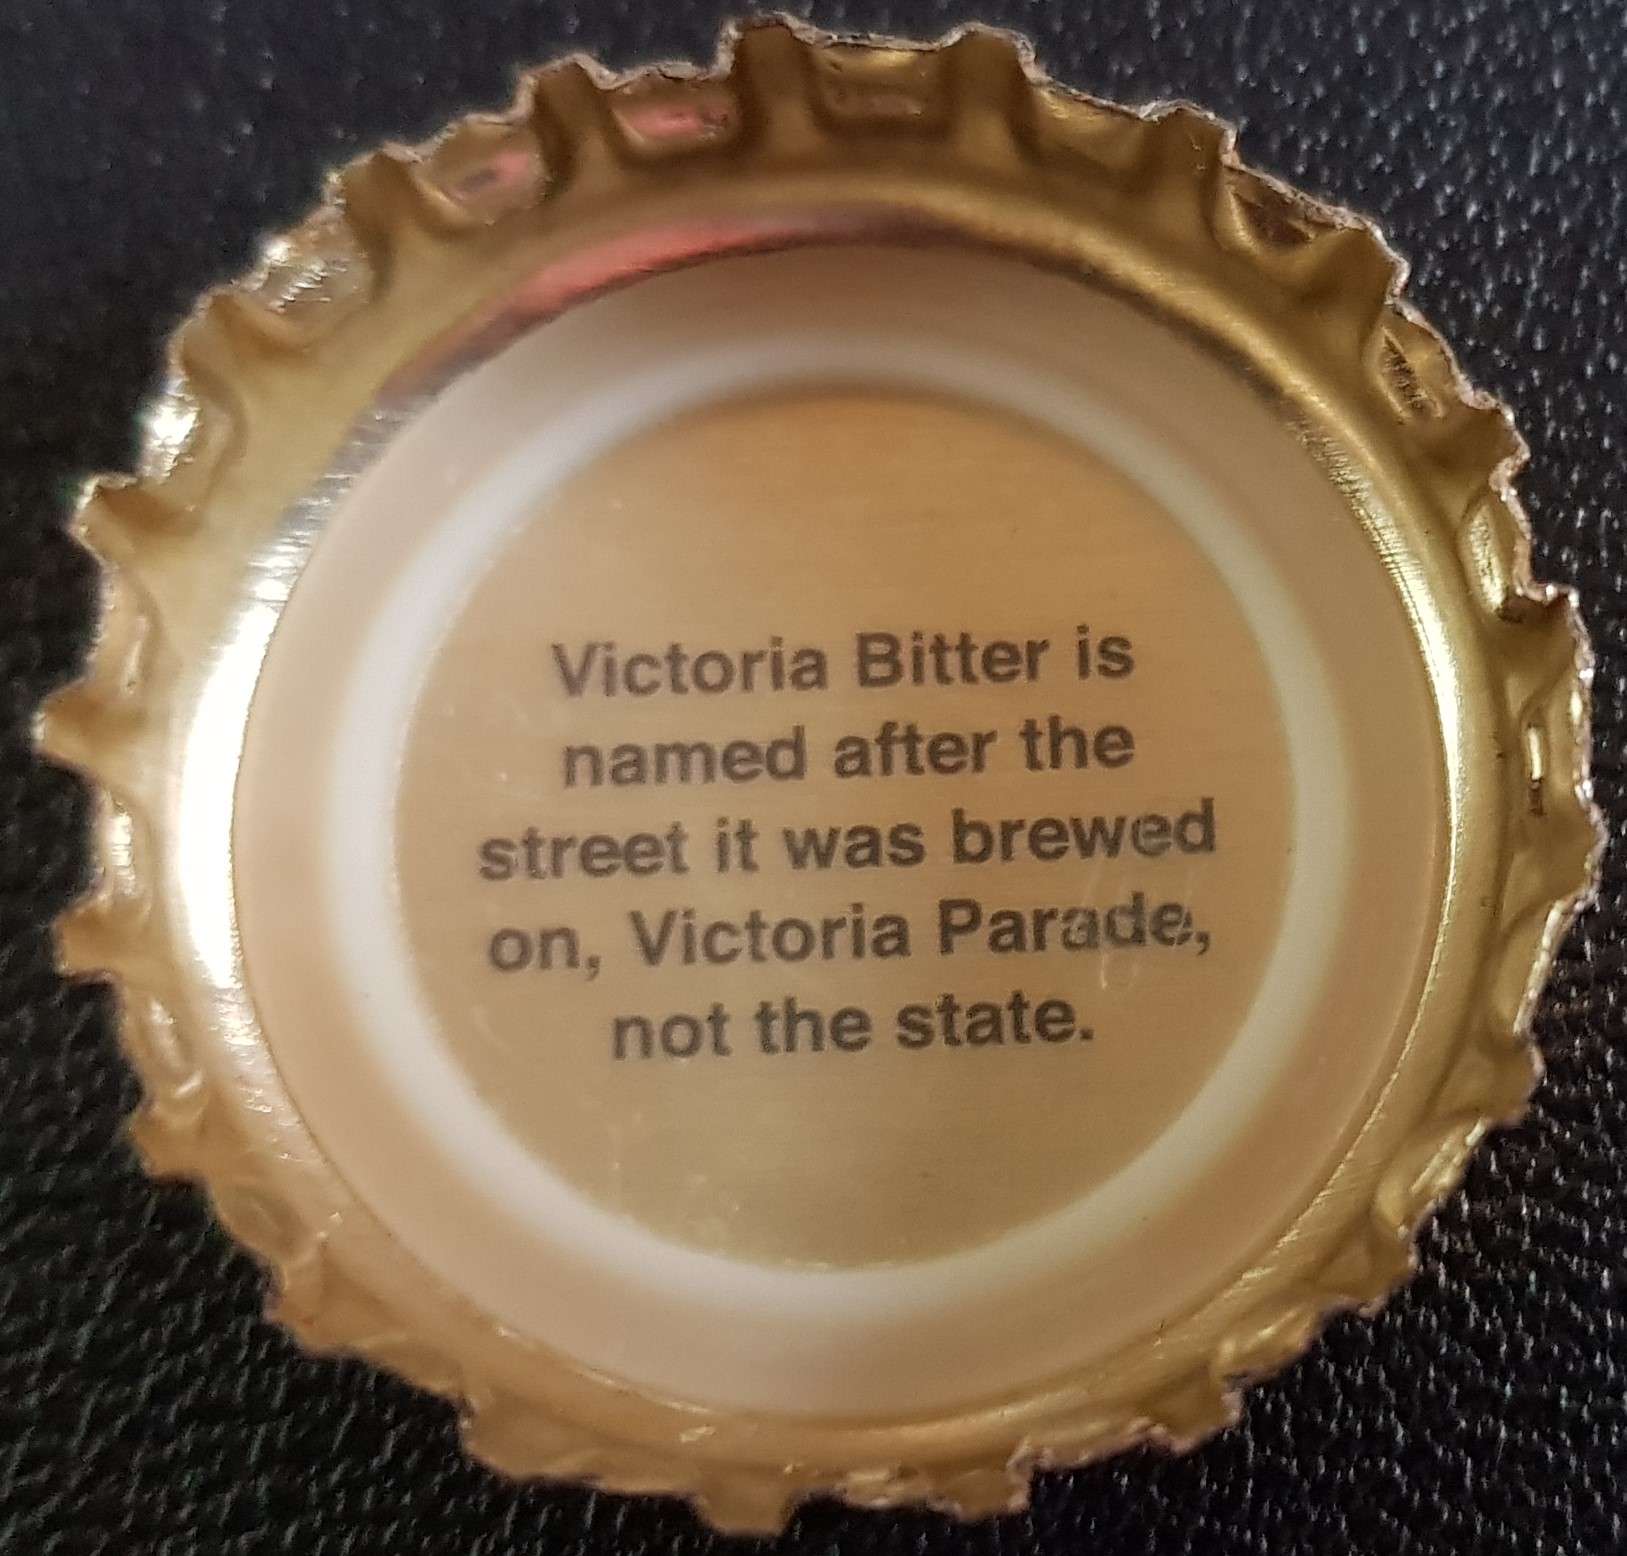 Victoria Bitter is
named after the
street it was brewed
on, Victoria Parade,
not the state.